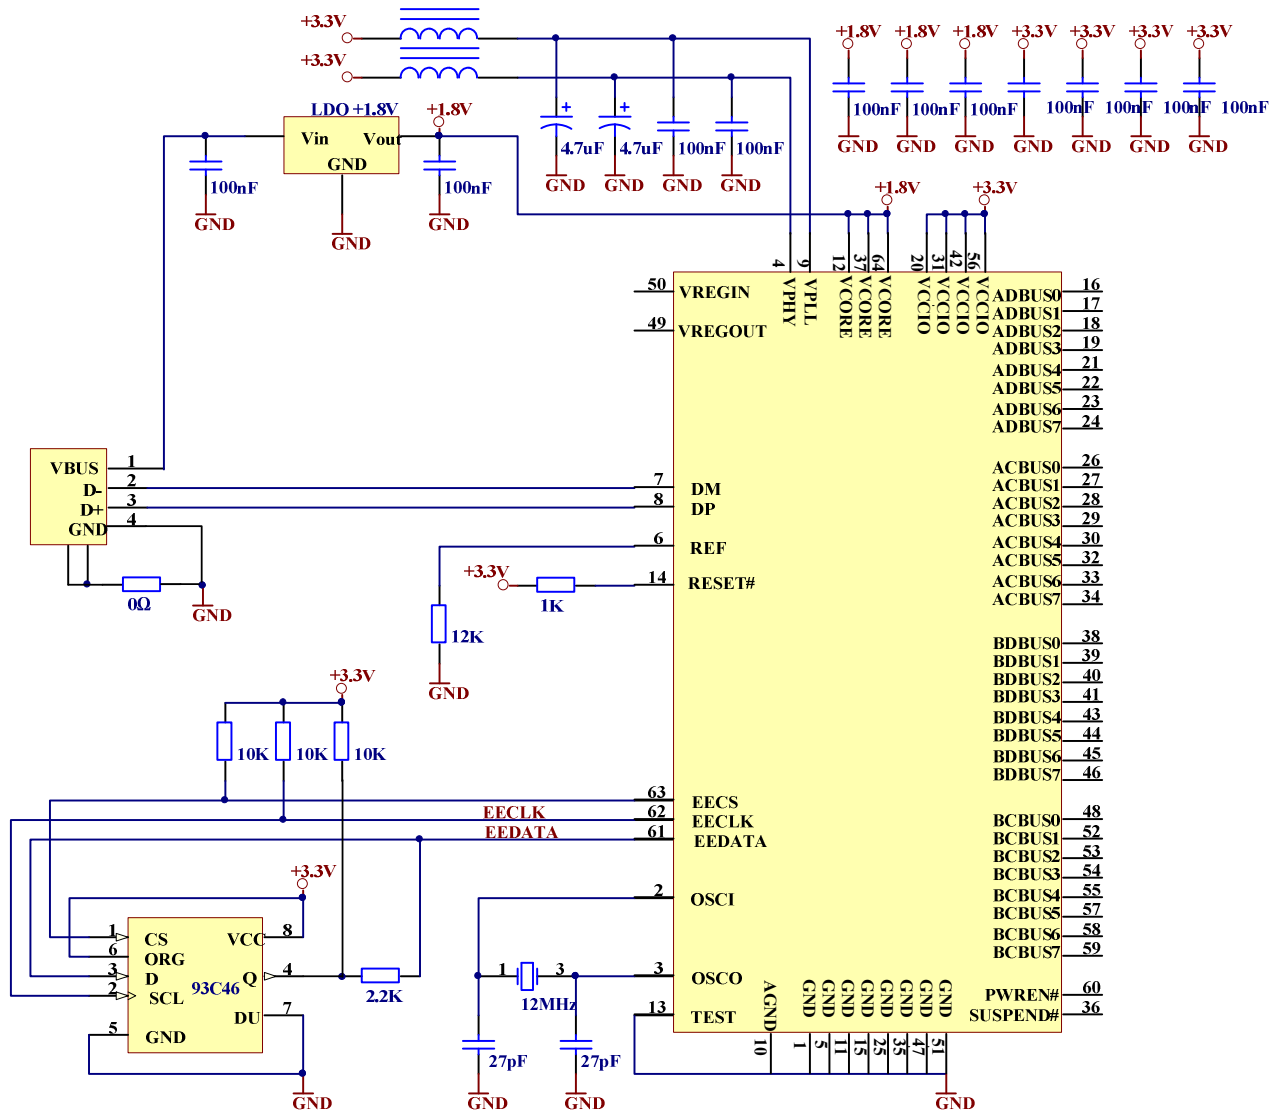 +3.3V
+3.3V
+1.8V +1.8V +1.8V +3.3V +3.3V +3.3V +3.3V
100nF 100nF 100nF 100nF 100nF 100nF 100nF
GND GND GND GND GND GND GND
LDO +1.8V
+1.8V
Vin Vout
GND
100nF
GND
GND
100nF
GND
+ +
4.7uF 4.7uF 100nF 100nF
GND GND GND GND
+1.8V +3.3V
4 9 12 37 64 20 31 42 56
VPHY VPLL VCORE VCORE VCORE VCCIO VCCIO VCCIO VCCIO
50 VREGIN
49 VREGOUT
ADBUS0 16
ADBUS1 17
ADBUS2 18
ADBUS3 19
ADBUS4 21
ADBUS5 22
ADBUS6 23
ADBUS7 24
VBUS 1
D- 2
D+ 3
GND 4
0Ω
GND
7 DM
8 DP
6 REF
14 RESET#
+3.3V
1K
12K
GND
ACBUS0 26
ACBUS1 27
ACBUS2 28
ACBUS3 29
ACBUS4 30
ACBUS5 32
ACBUS6 33
ACBUS7 34
BDBUS0 38
BDBUS1 39
BDBUS2 40
BDBUS3 41
BDBUS4 43
BDBUS5 44
BDBUS6 45
BDBUS7 46
+3.3V
10K 10K 10K
63 EECS
EECLK 62 EECLK
EEDATA 61 EEDATA
BCBUS0 48
BCBUS1 52
BCBUS2 53
BCBUS3 54
BCBUS4 55
BCBUS5 57
BCBUS6 58
BCBUS7 59
+3.3V
1 CS VCC 8
6 ORG
3 D Q 4
2 SCL 93C46
DU 7
5 GND
2.2K
GND
2 OSCI
3 OSCO
13 TEST
1 3
12MHz
27pF 27pF
GND GND
PWREN# 60
SUSPEND# 36
AGND GND GND GND GND GND GND GND GND
10 1 5 11 15 25 35 47 51
GND